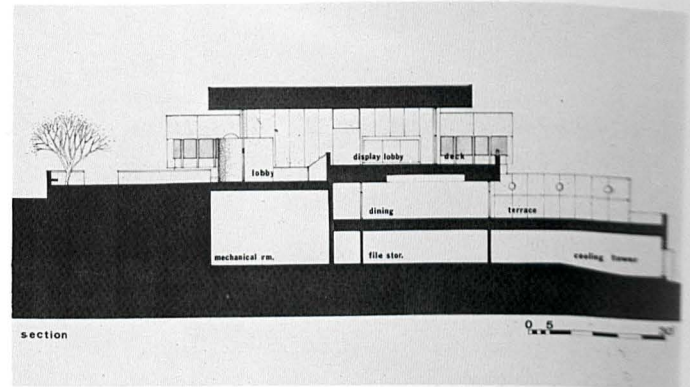 lobby
display lobby
deck
dining
terrace
mechanical rm.
file stor.
cooling tower
section
0 5